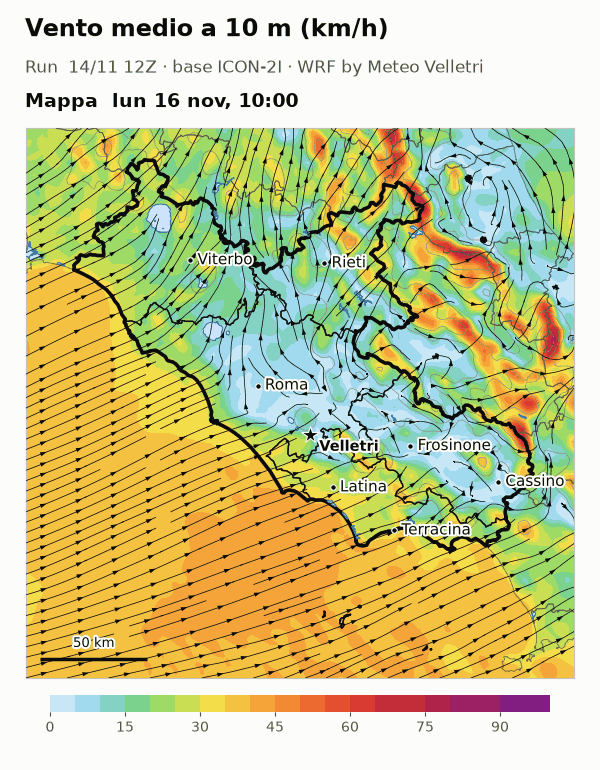 Vento medio a 10 m (km/h)
Run 14/11 12Z · base ICON-2I · WRF by Meteo Velletri
Mappa lun 16 nov, 10:00
Viterbo
Rieti
Roma
Velletri
Frosinone
Cassino
Latina
Terracina
50 km
0 15 30 45 60 75 90